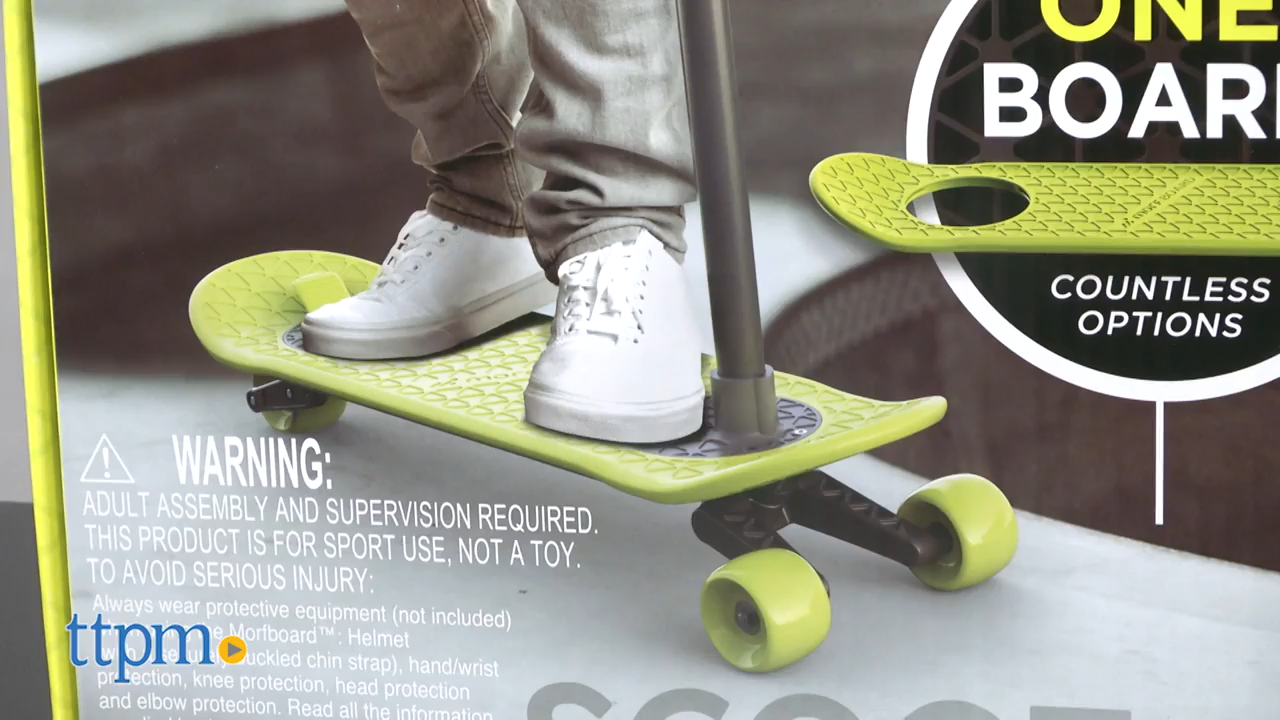 ONE
BOAR
COUNTLESS
OPTIONS
WARNING:
ADULT ASSEMBLY AND SUPERVISION REQUIRED.
THIS PRODUCT IS FOR SPORT USE, NOT A TOY.
TO AVOID SERIOUS INJURY:
Always wear protective equipment (not included)
Morfboard™: Helmet
chin strap), hand/wrist
protection, knee protection, head protection
and elbow protection. Read all the information
ttpm